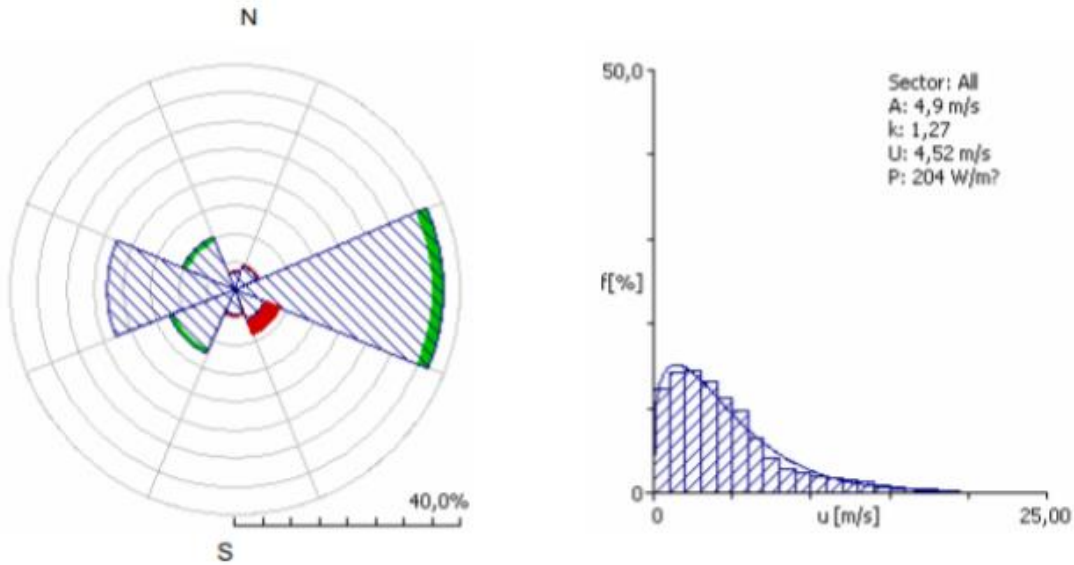 N
40,0%
S
50,0
Sector: All
A: 4,9 m/s
k: 1,27
U: 4,52 m/s
P: 204 W/m?
f[%]
0
0
u [m/s]
25,00